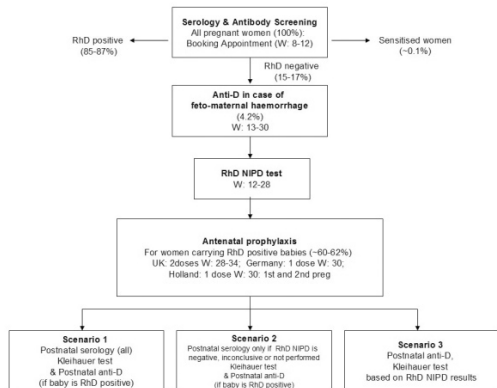 Serology & Antibody Screening
All pregnant women (100%):
Booking Appointment (W: 8-12)
RhD positive
(85-87%)
Sensitised women
(~0.1%)
RhD negative
(15-17%)
Anti-D in case of
feto-maternal haemorrhage
(4.2%)
W: 13-30
RhD NIPD test
W: 12-28
Antenatal prophylaxis
For women carrying RhD positive babies (~60-62%)
UK: 2doses W: 28-34; Germany: 1 dose W: 30;
Holland: 1 dose W: 30: 1st and 2nd preg
Scenario 1
Postnatal serology (all)
Kleihauer test
& Postnatal anti-D
(if baby is RhD positive)
Scenario 2
Postnatal serology only if RhD NIPD is
negative, inconclusive or not performed
Kleihauer test
& Postnatal anti-D
(if baby is RhD positive)
Scenario 3
Postnatal anti-D,
Kleihauer test
based on RhD NIPD results